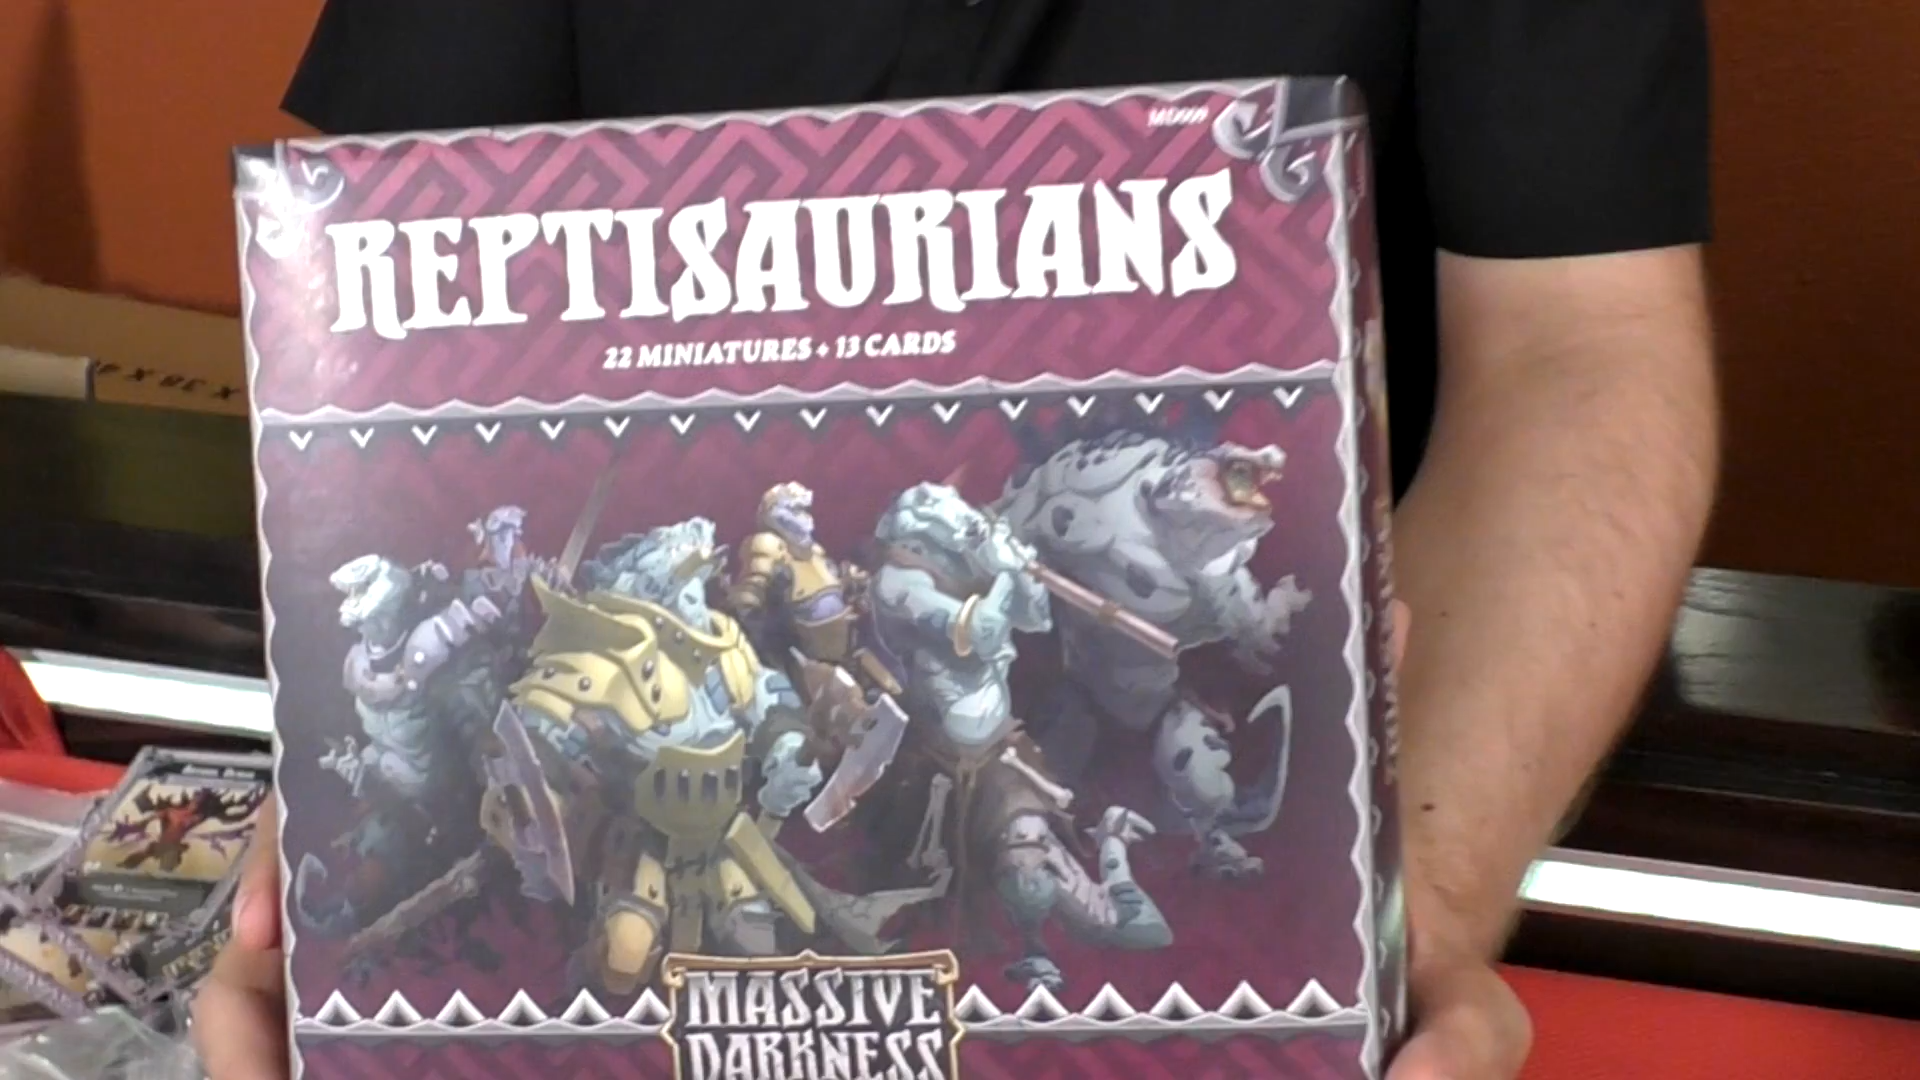 REPTISAURIANS
22 MINIATURES + 13 CARDS
MASSIVE
DARKNESS